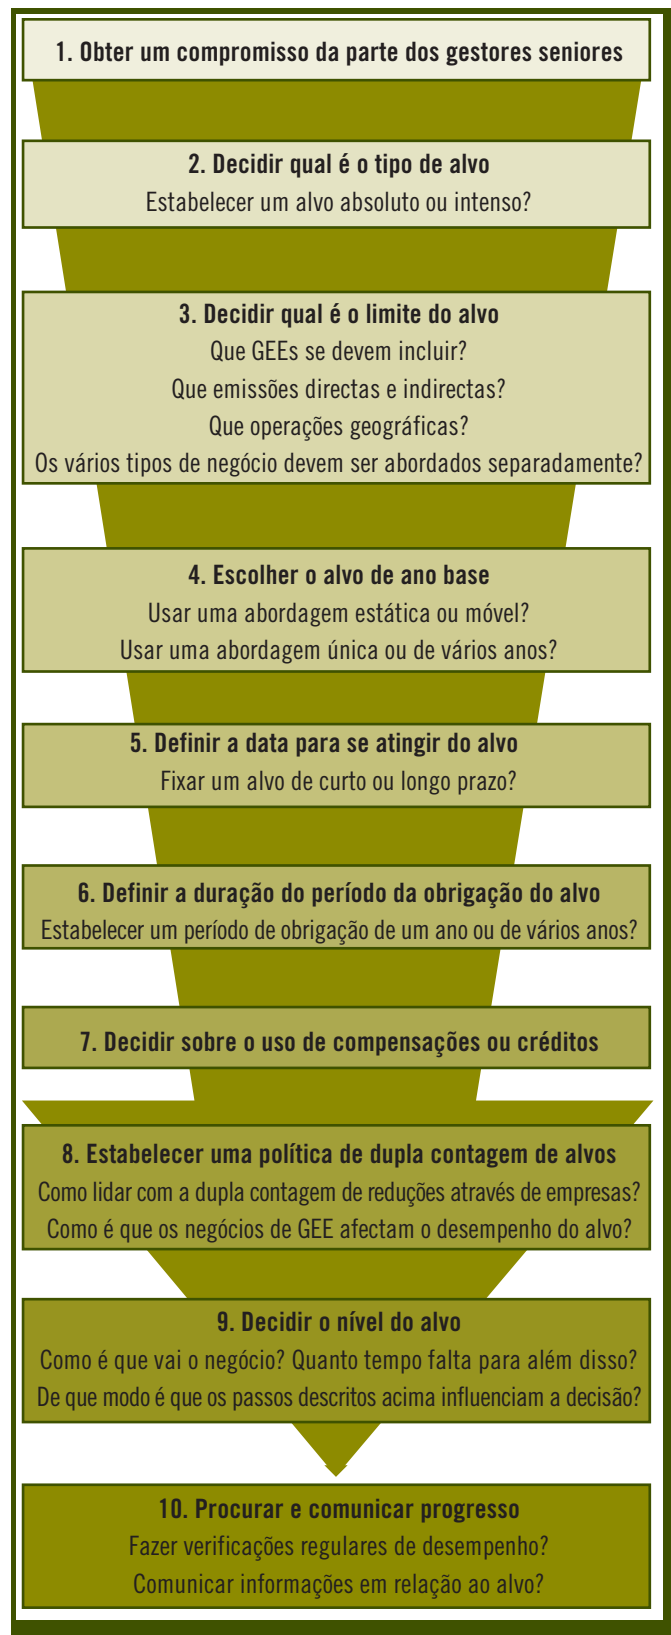 1. Obter um compromisso da parte dos gestores seniores
2. Decidir qual é o tipo de alvo
Estabelecer um alvo absoluto ou intenso?
3. Decidir qual é o limite do alvo
Que GEEs se devem incluir?
Que emissões directas e indirectas?
Que operações geográficas?
Os vários tipos de negócio devem ser abordados separadamente?
4. Escolher o alvo de ano base
Usar uma abordagem estática ou móvel?
Usar uma abordagem única ou de vários anos?
5. Definir a data para se atingir do alvo
Fixar um alvo de curto ou longo prazo?
6. Definir a duração do período da obrigação do alvo
Estabelecer um período de obrigação de um ano ou de vários anos?
7. Decidir sobre o uso de compensações ou créditos
8. Estabelecer uma política de dupla contagem de alvos
Como lidar com a dupla contagem de reduções através de empresas?
Como é que os negócios de GEE afectam o desempenho do alvo?
9. Decidir o nível do alvo
Como é que vai o negócio? Quanto tempo falta para além disso?
De que modo é que os passos descritos acima influenciam a decisão?
10. Procurar e comunicar progresso
Fazer verificações regulares de desempenho?
Comunicar informações em relação ao alvo?